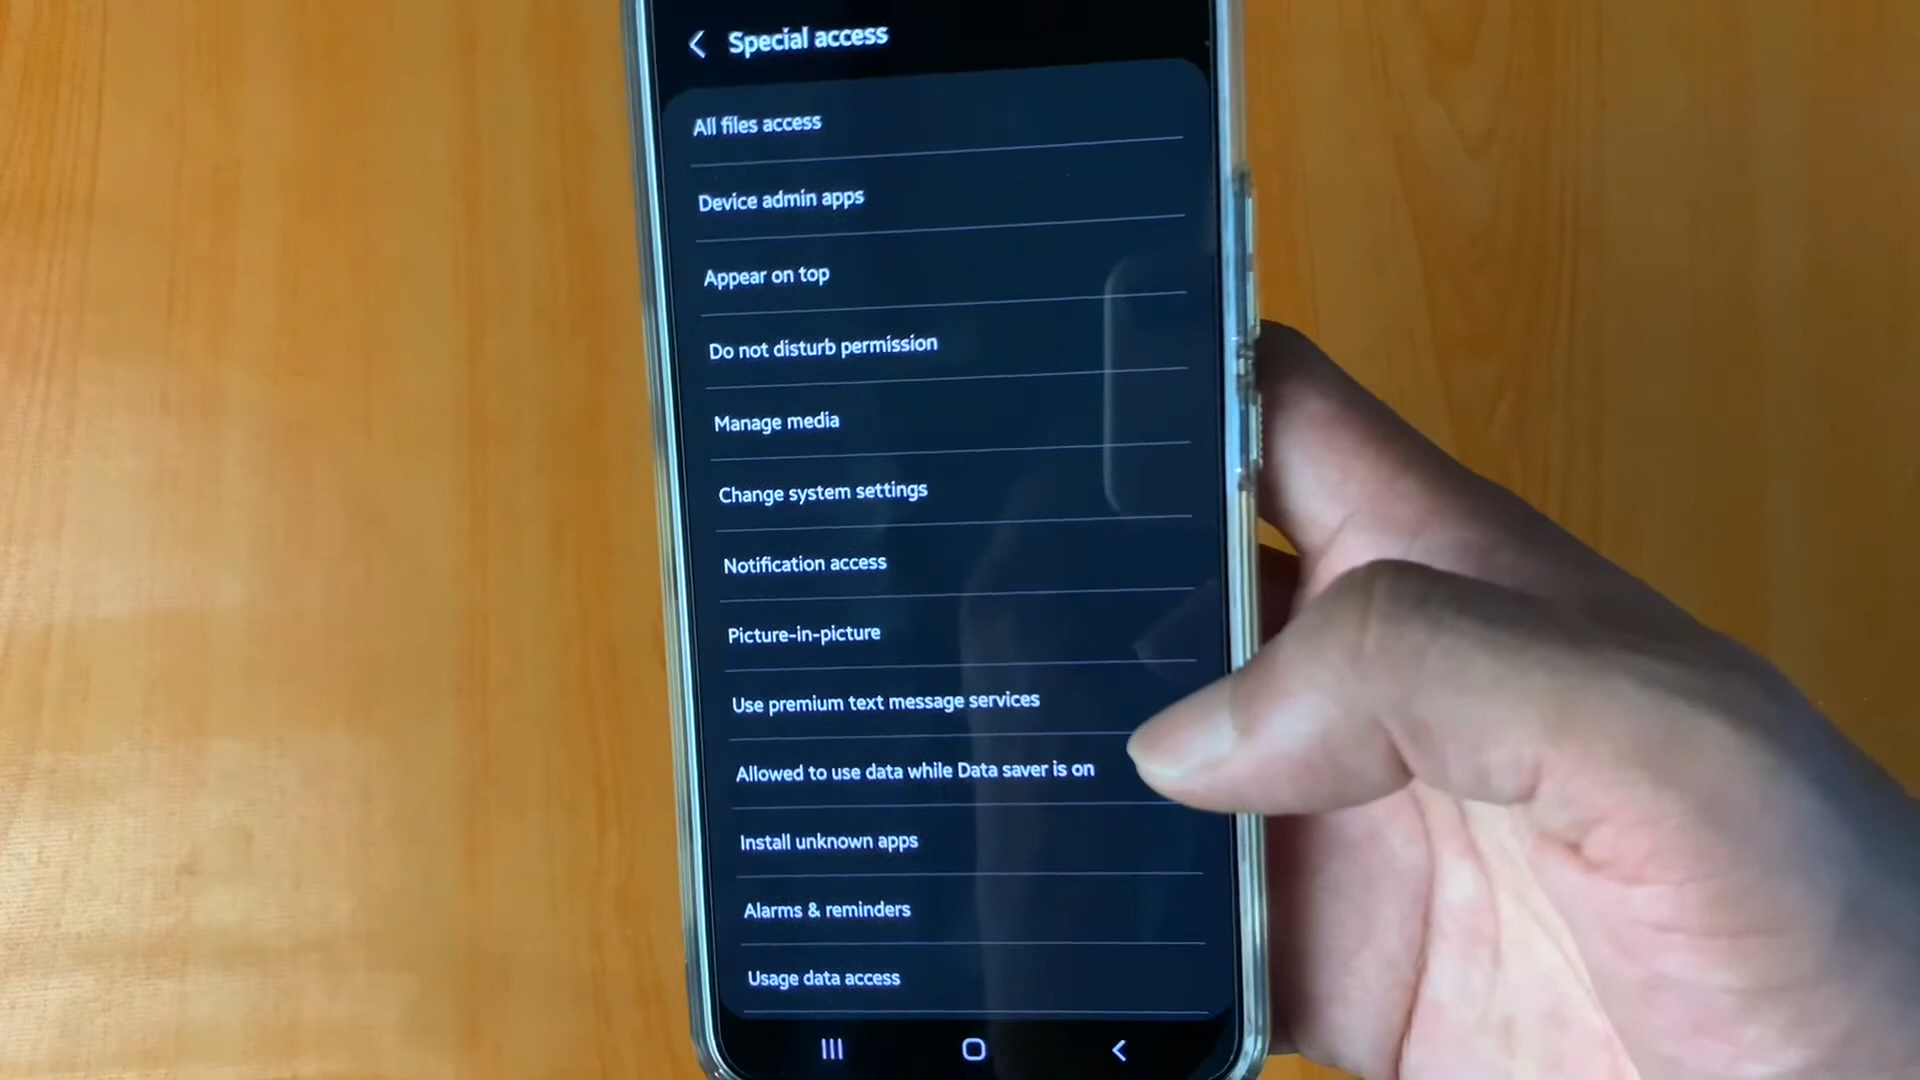 Special access
All files access
Device admin apps
Appear on top
Do not disturb permission
Manage media
Change system settings
Notification access
Picture-in-picture
Use premium text message services
Allowed to use data while Data saver is on
Install unknown apps
Alarms & reminders
Usage data access